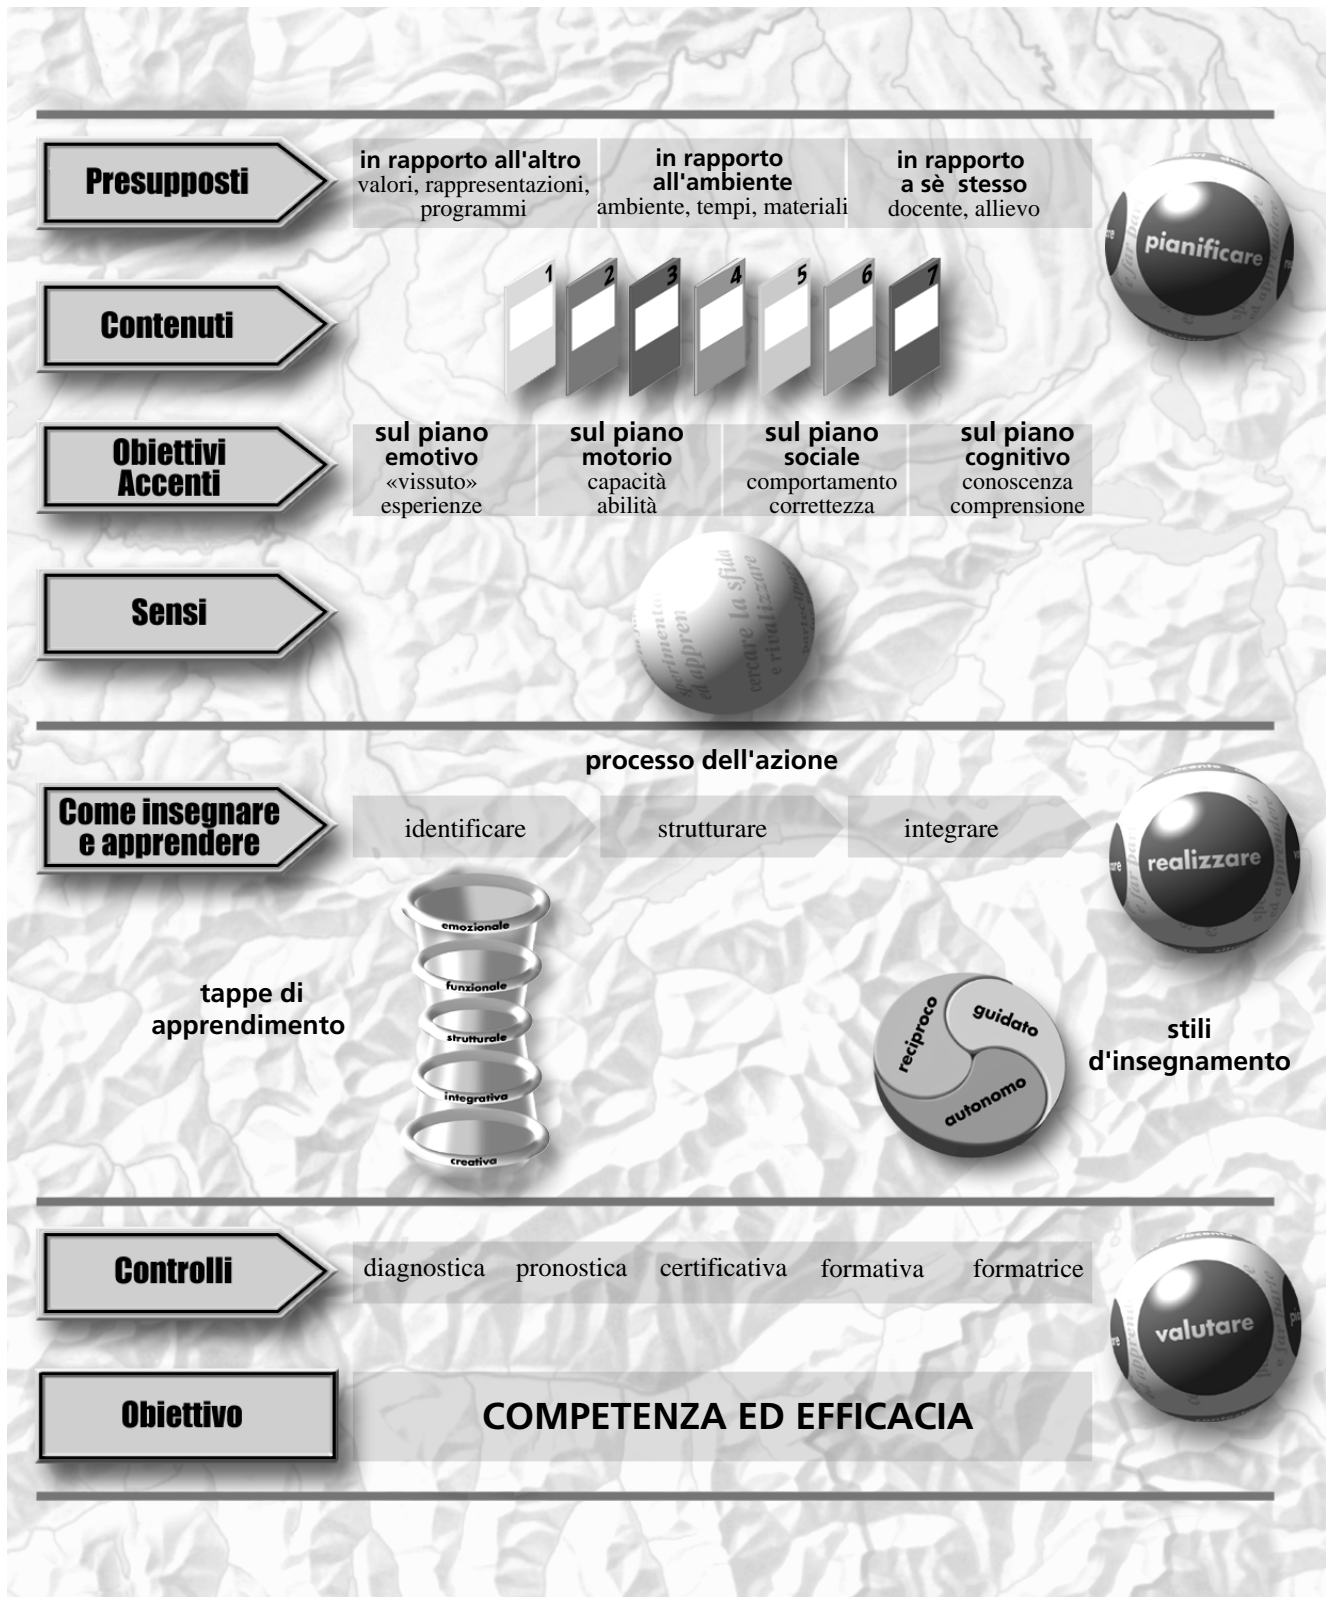 Presupposti
in rapporto all'altro
valori, rappresentazioni,
programmi
in rapporto
all'ambiente
ambiente, tempi, materiali
in rapporto
a sè stesso
docente, allievo
pianificare
Contenuti
1 2 3 4 5 6 7
Obiettivi
Accenti
sul piano
emotivo
«vissuto»
esperienze
sul piano
motorio
capacità
abilità
sul piano
sociale
comportamento
correttezza
sul piano
cognitivo
conoscenza
comprensione
Sensi
ed appren
cercare la sfida
e rivalizzare
processo dell'azione
Come insegnare
e apprendere
identificare
strutturare
integrare
realizzare
emozionale
funzionale
strutturale
integrativa
creativa
tappe di
apprendimento
reciproco
guidato
autonomo
stili
d'insegnamento
Controlli
diagnostica
pronostica
certificativa
formativa
formatrice
valutare
Obiettivo
COMPETENZA ED EFFICACIA